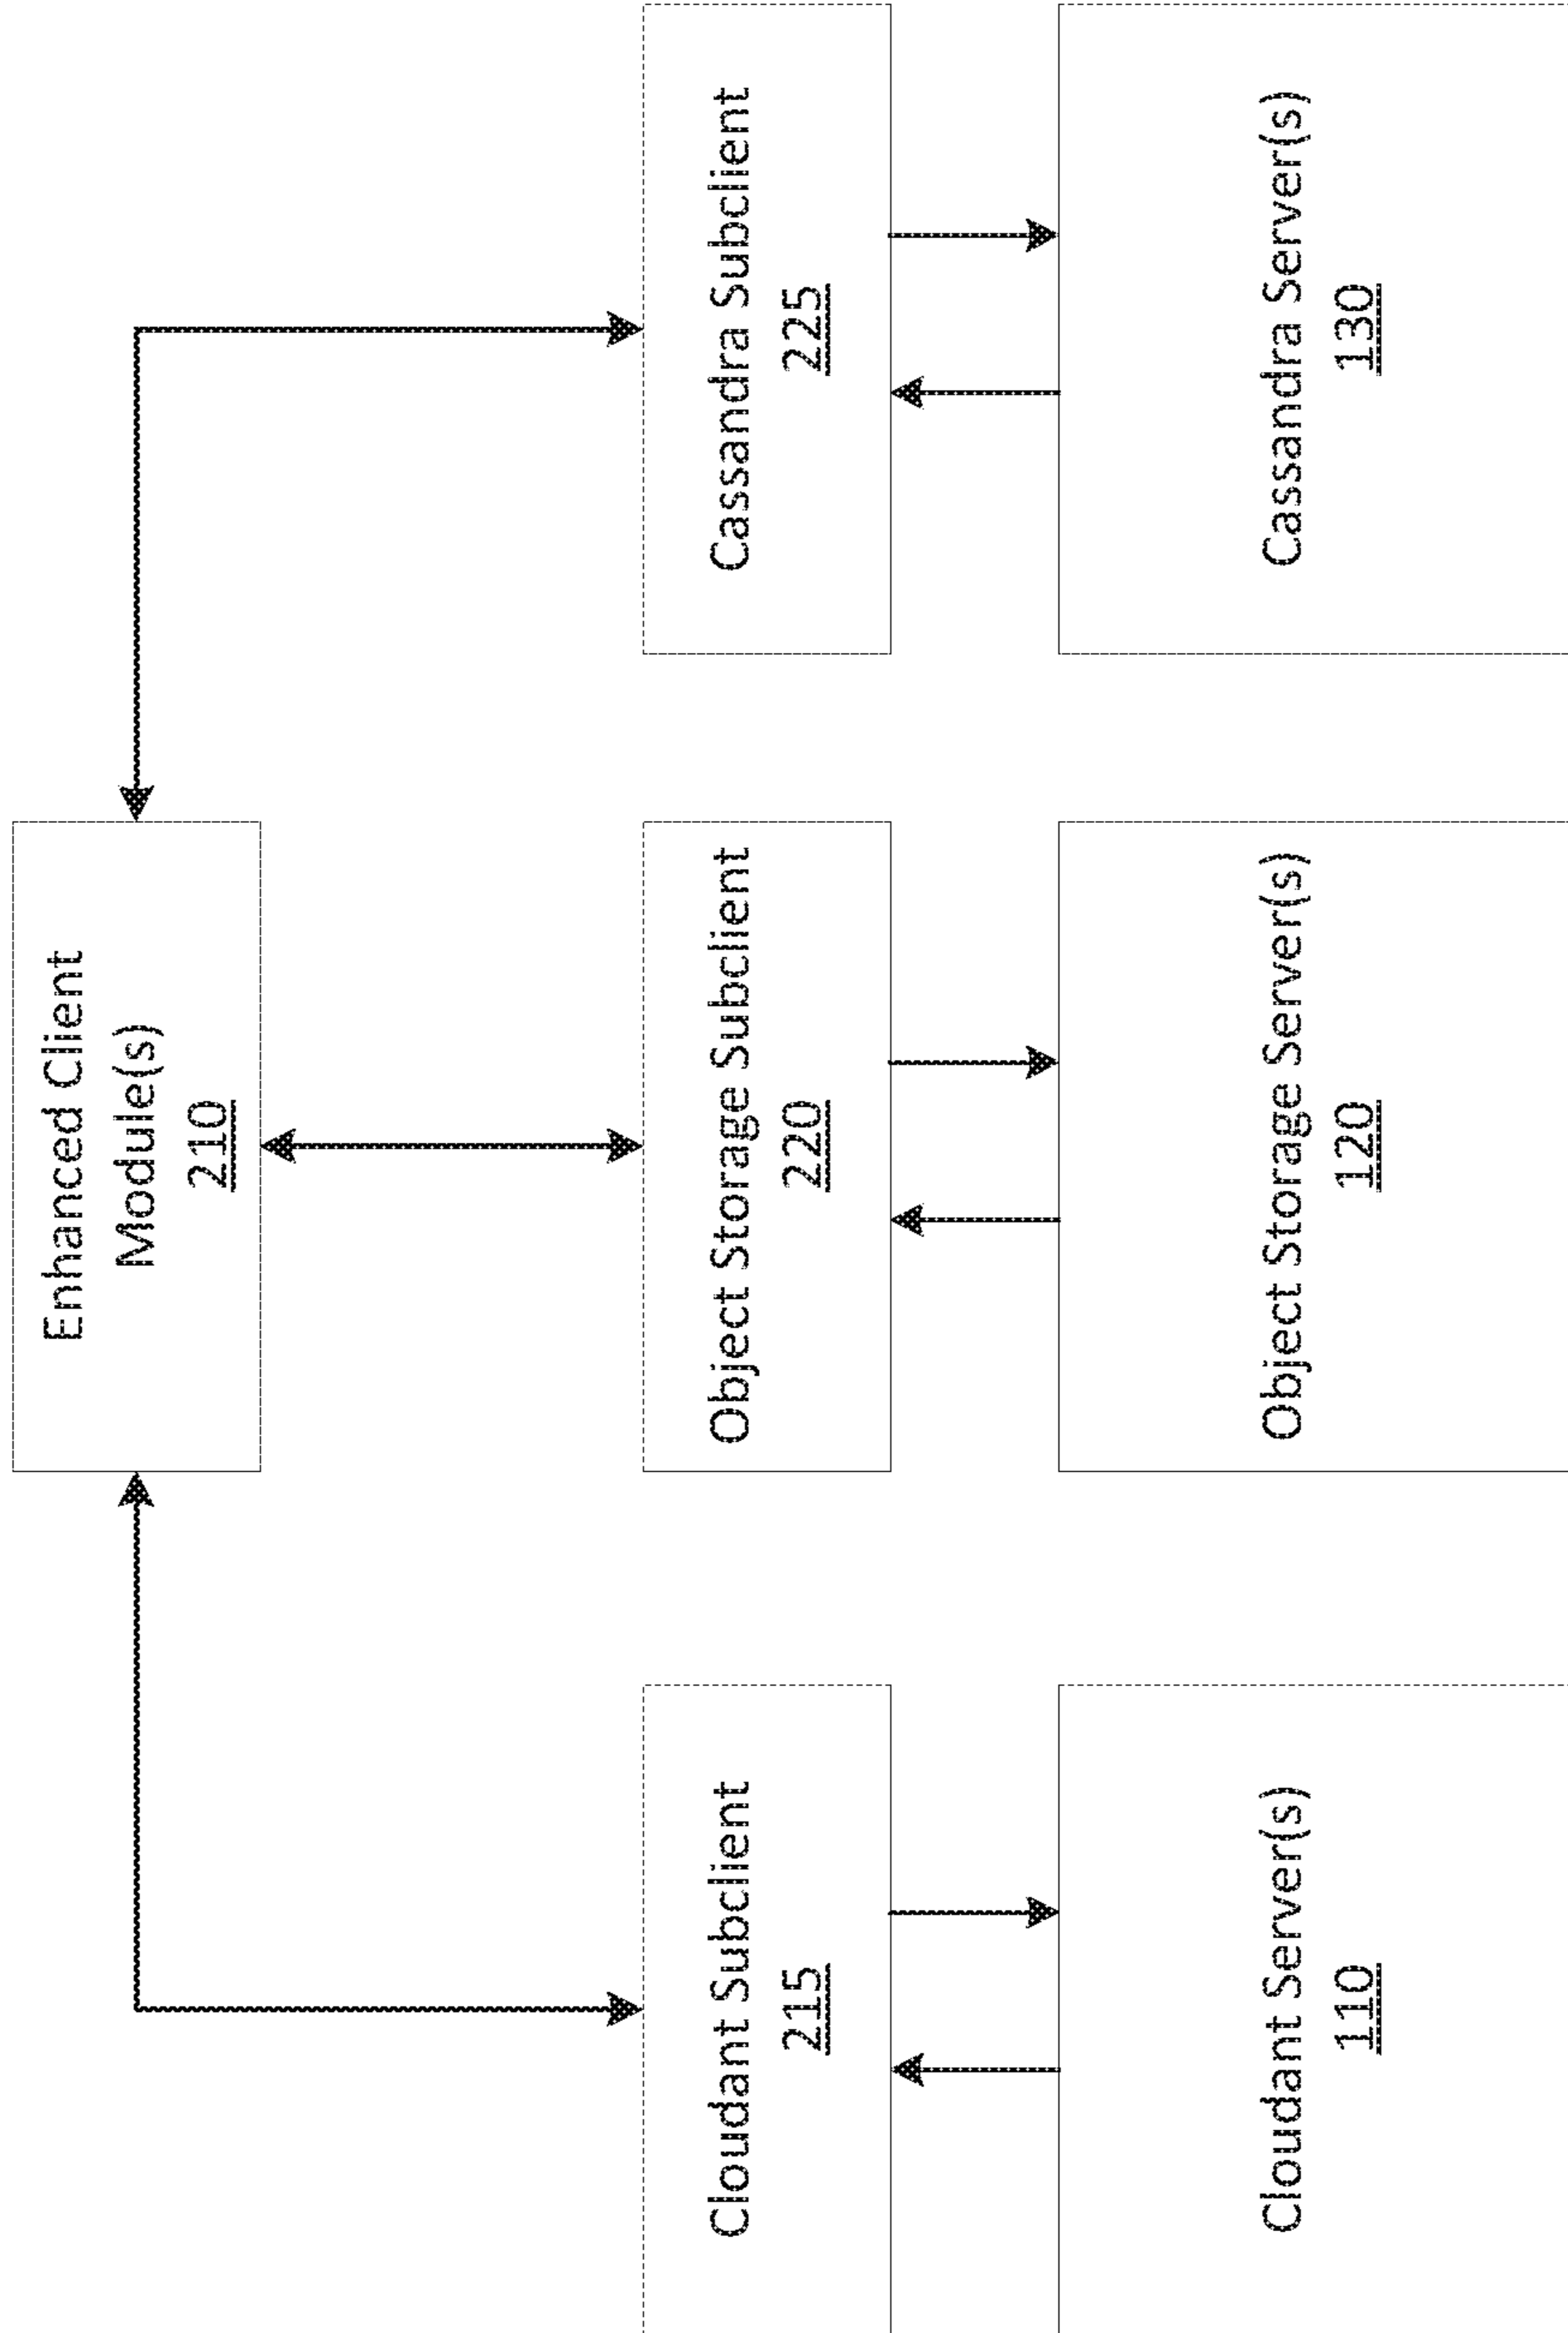 Enhanced Client
Module(s)
210
Cloudant Subclient
215
Object Storage Subclient
220
Cassandra Subclient
225
Cloudant Server(s)
110
Object Storage Server(s)
120
Cassandra Server(s)
130